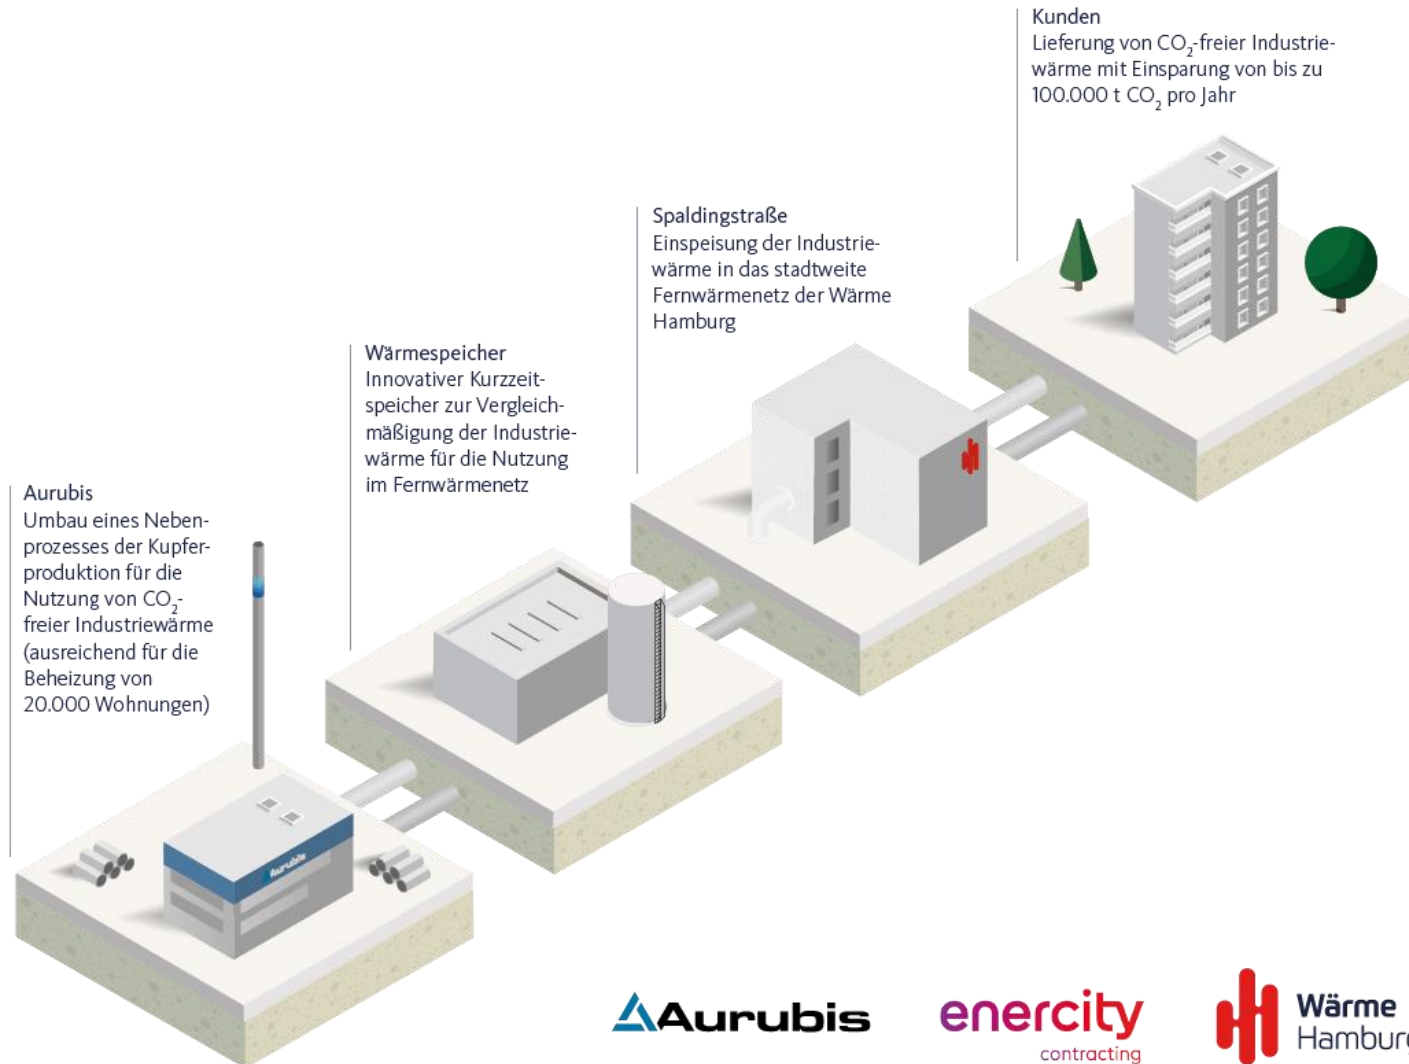 Kunden
Lieferung von CO₂-freier Industrie-
wärme mit Einsparung von bis zu
100.000 t CO₂ pro Jahr
Spaldingstraße
Einspeisung der Industrie-
wärme in das stadtweite
Fernwärmenetz der Wärme
Hamburg
Wärmespeicher
Innovativer Kurzzeit-
speicher zur Vergleich-
mäßigung der Industrie-
wärme für die Nutzung
im Fernwärmenetz
Aurubis
Umbau eines Neben-
prozesses der Kupfer-
produktion für die
Nutzung von CO₂-
freier Industriewärme
(ausreichend für die
Beheizung von
20.000 Wohnungen)
Aurubis
Aurubis
enercity
contracting
Wärme
Hamburg